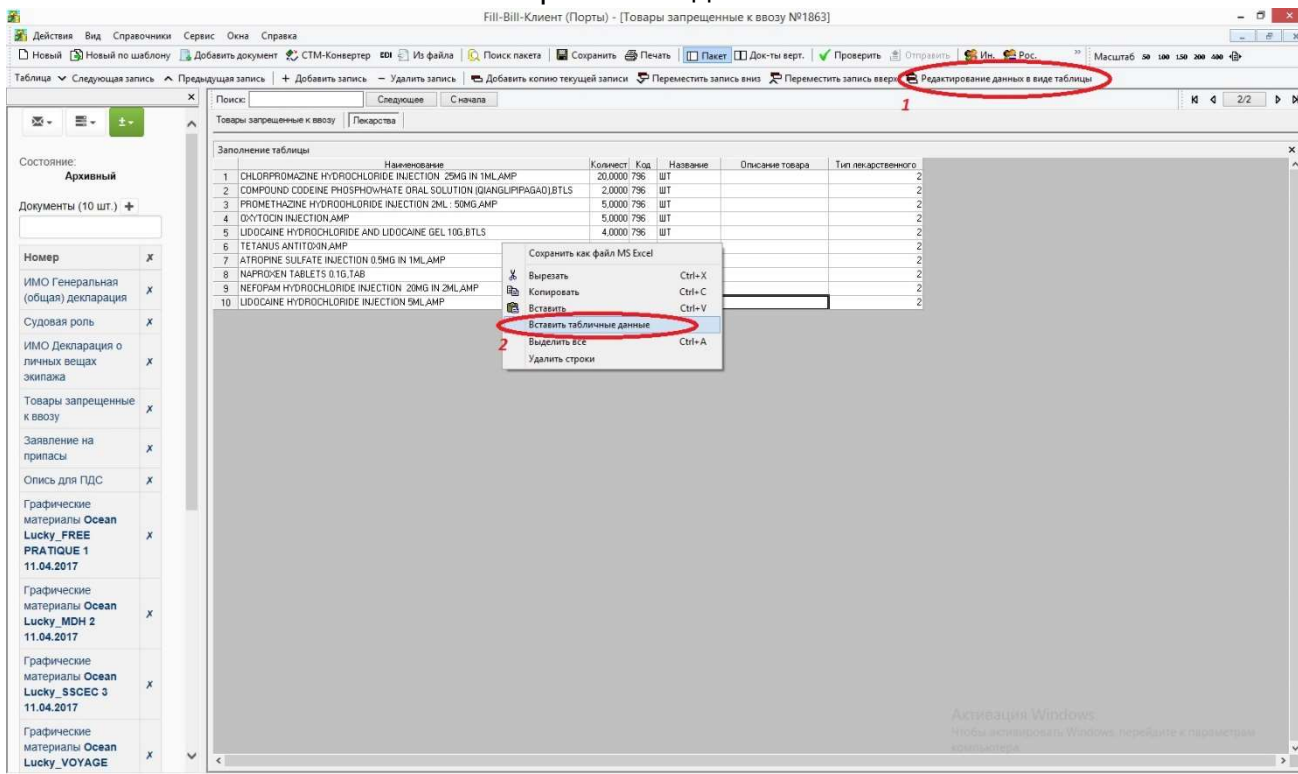 Fill-Bill-Клиент (Порты) - [Товары запрещенные к ввозу №1863]
Действия Вид Справочники Сервис Окна Справка
Новый Новый по шаблону Добавить документ СТМ-Конвертер EDI Из файла Поиск пакета Сохранить Печать Пакет Док-ты верт. Проверить Отправить Ин. Рос. » Масштаб 50 100 150 200 400
Таблица Следующая запись Предыдущая запись + Добавить запись − Удалить запись Добавить копию текущей записи Переместить запись вниз Переместить запись вверх Редактирование данных в виде таблицы
1
Поиск: Следующее С начала 2/2
Товары запрещенные к ввозу Лекарства
Состояние:
Архивный
Документы (10 шт.) +
Номер x
ИМО Генеральная
(общая) декларация x
Судовая роль x
ИМО Декларация о
личных вещах x
экипажа
Товары запрещенные
к ввозу x
Заявление на
припасы x
Опись для ПДС x
Графические
материалы Ocean
Lucky_FREE x
PRATIQUE 1
11.04.2017
Графические
материалы Ocean
Lucky_MDH 2 x
11.04.2017
Графические
материалы Ocean
Lucky_SSCEC 3 x
11.04.2017
Графические
материалы Ocean
Lucky_VOYAGE x
Заполнение таблицы x
Наименование Количест Код Название Описание товара Тип лекарственного
1 CHLORPROMAZINE HYDROCHLORIDE INJECTION 25MG IN 1ML,AMP 20,0000 796 ШТ 2
2 COMPOUND CODEINE PHOSPHOWHATE ORAL SOLUTION (QIANGLIPIPAGAO),BTLS 2,0000 796 ШТ 2
3 PROMETHAZINE HYDROOHLORIDE INJECTION 2ML : 50MG,AMP 5,0000 796 ШТ 2
4 OXYTOCIN INJECTION,AMP 5,0000 796 ШТ 2
5 LIDOCAINE HYDROCHLORIDE AND LIDOCAINE GEL 10G,BTLS 4,0000 796 ШТ 2
6 TETANUS ANTITOXIN,AMP 2
7 ATROPINE SULFATE INJECTION 0.5MG IN 1ML,AMP 2
8 NAPROXEN TABLETS 0.1G,TAB 2
9 NEFOPAM HYDROCHLORIDE INJECTION 20MG IN 2ML,AMP 2
10 LIDOCAINE HYDROCHLORIDE INJECTION 5ML,AMP 2
Сохранить как файл MS Excel
Вырезать Ctrl+X
Копировать Ctrl+C
Вставить Ctrl+V
Вставить табличные данные
2 Выделить все Ctrl+A
Удалить строки
Активация Windows
Чтобы активировать Windows, перейдите к параметрам
компьютера.